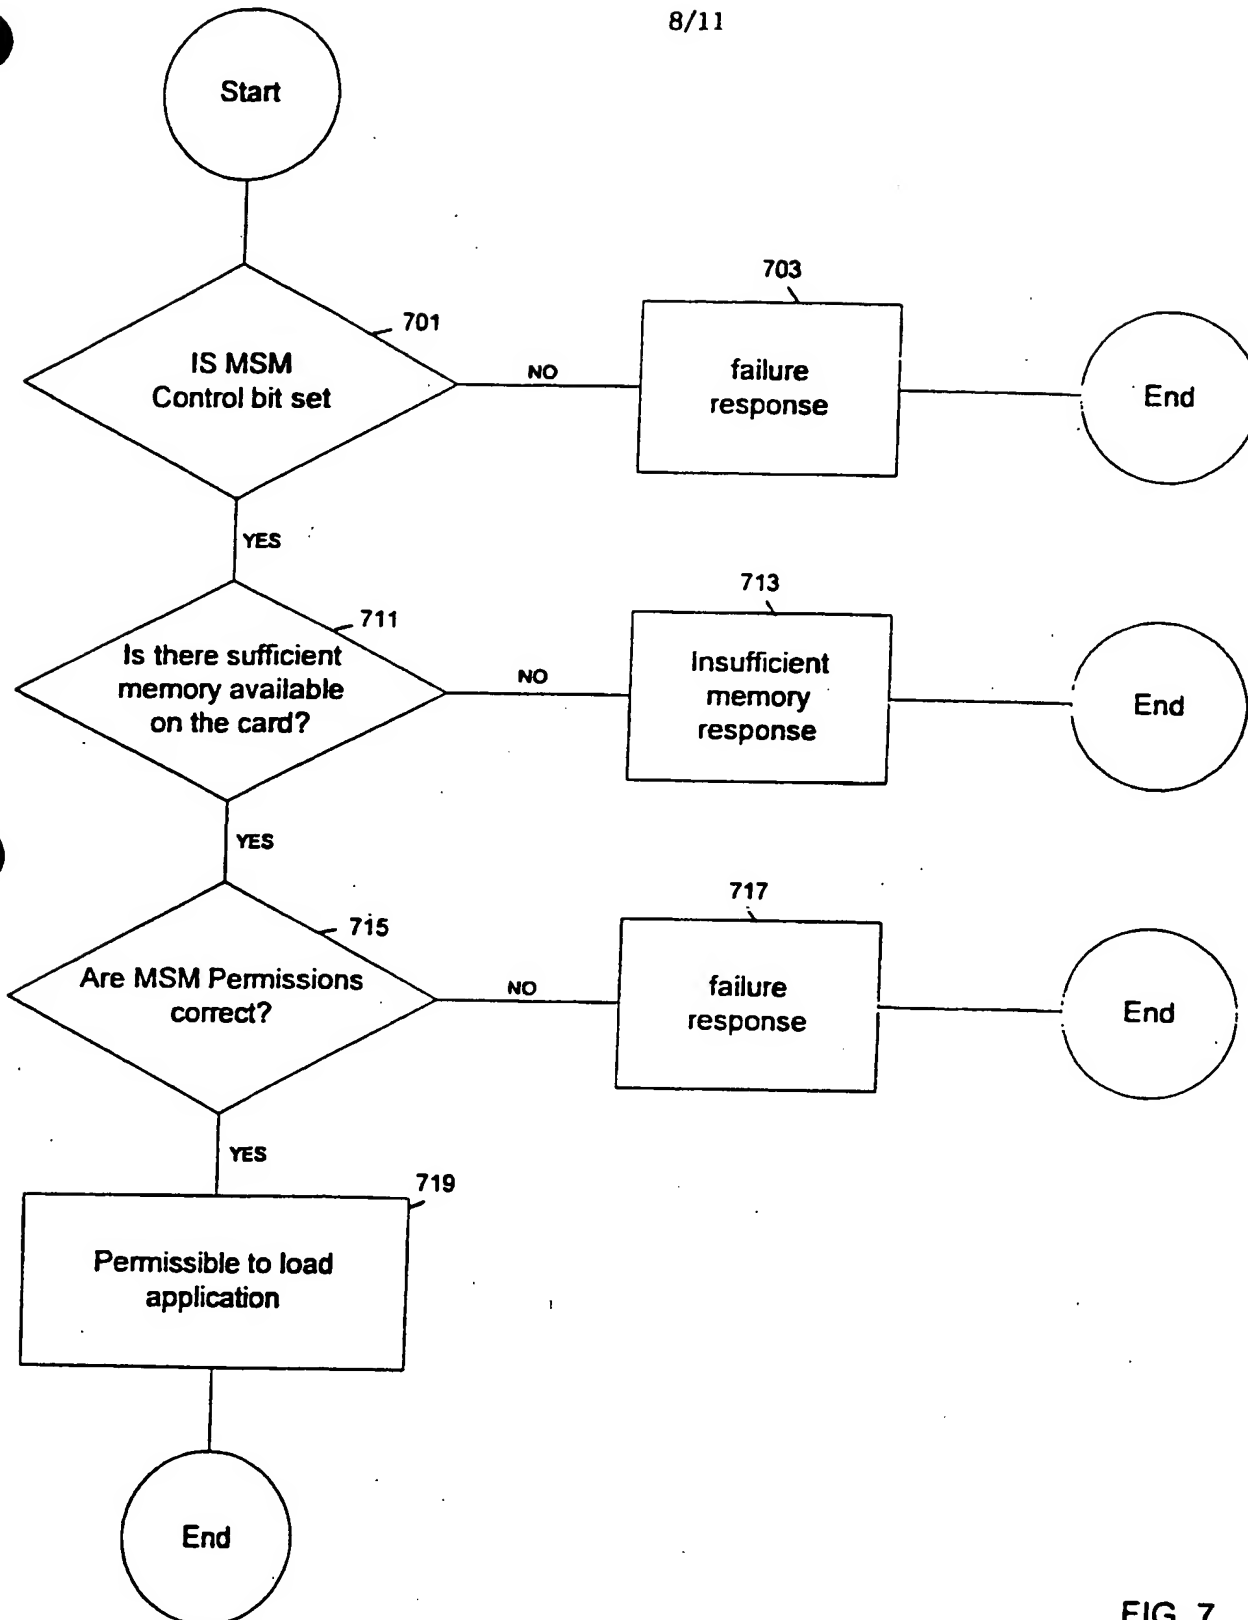 8/11
Start
701
IS MSM
Control bit set
NO
703
failure
response
End
YES
711
Is there sufficient
memory available
on the card?
NO
713
Insufficient
memory
response
End
YES
715
Are MSM Permissions
correct?
NO
717
failure
response
End
YES
719
Permissible to load
application
End
FIG. 7